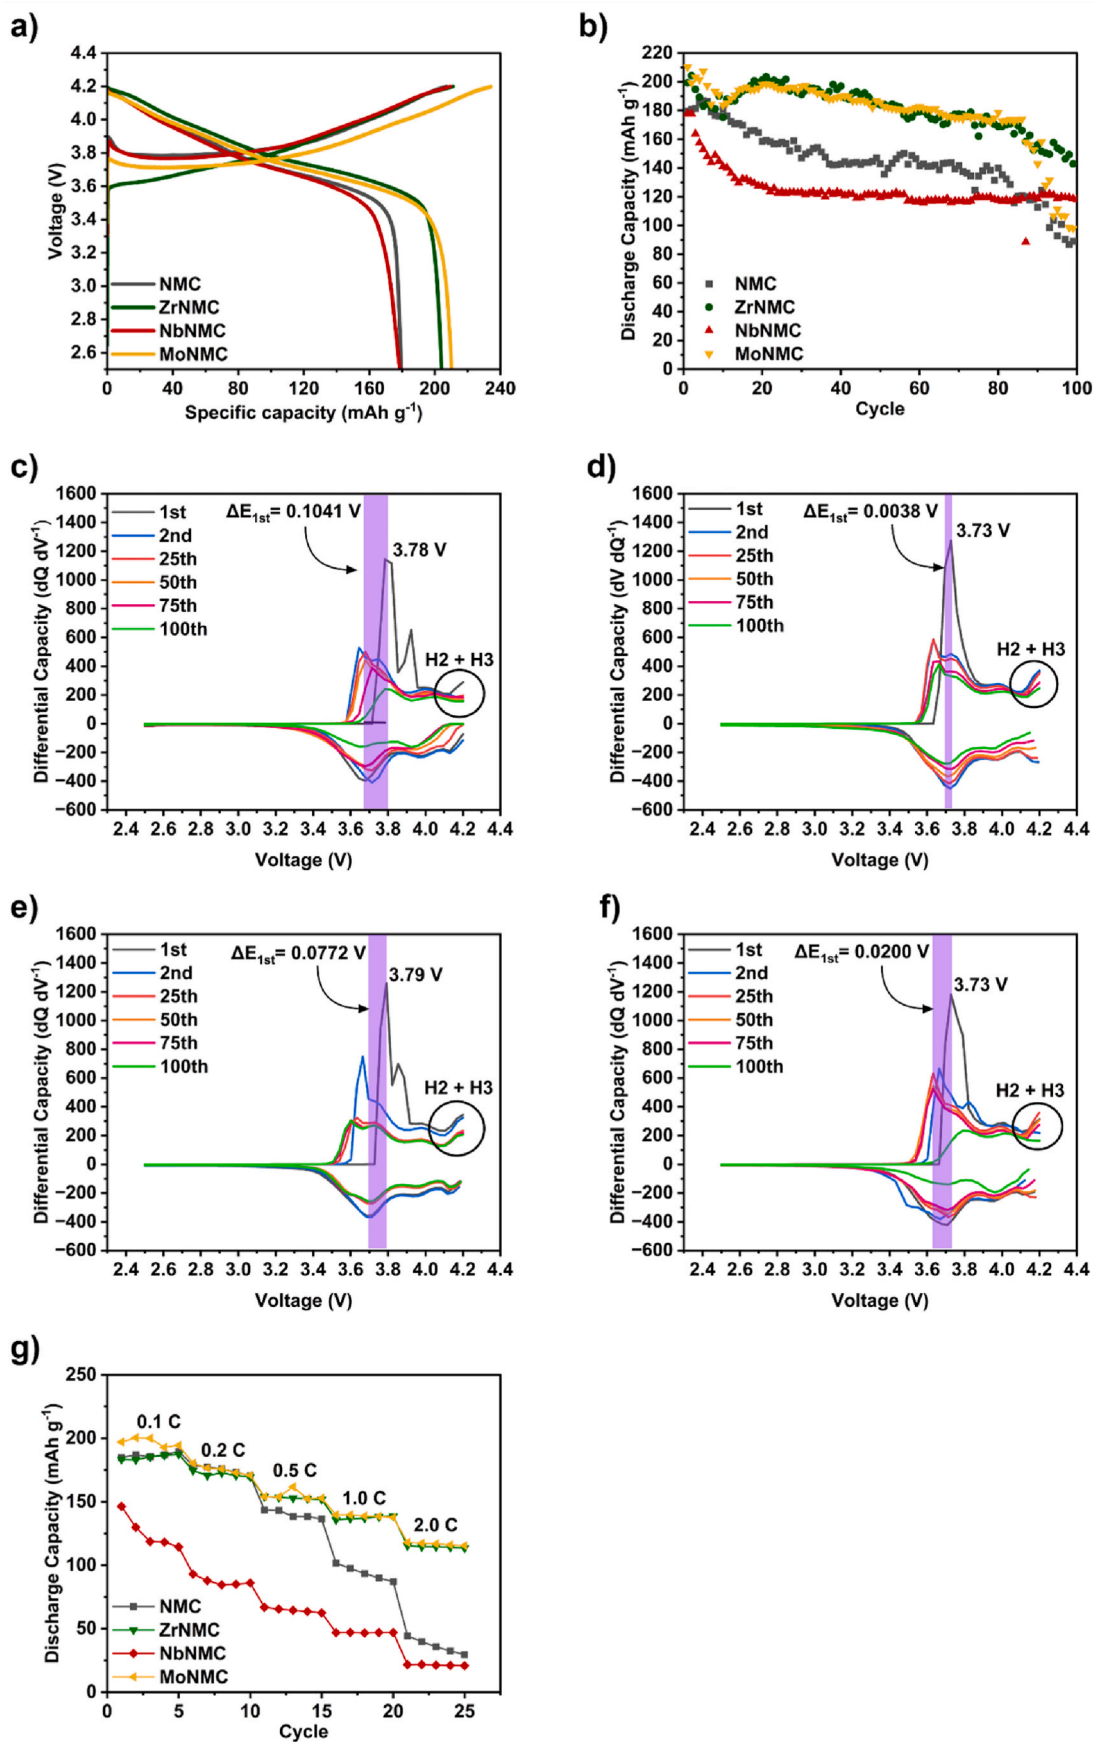 a)
4.4
4.2
4.0
3.8
3.6
3.4
3.0
2.8
2.6
Voltage (V)
NMC
ZrNMC
NbNMC
MoNMC
0 40 80 120 160 200 240
Specific capacity (mAh g⁻¹)
b)
220
200
180
160
140
120
100
80
60
40
20
0
Discharge Capacity (mAh g⁻¹)
NMC
ZrNMC
NbNMC
MoNMC
0 20 40 60 80 100
Cycle
c)
1600
1400
1200
1000
800
600
400
200
0
−200
−400
−600
Differential Capacity (dQ dV⁻¹)
1st
2nd
25th
50th
75th
100th
ΔE1st= 0.1041 V
3.78 V
H2 + H3
2.4 2.6 2.8 3.0 3.2 3.4 3.6 3.8 4.0 4.2 4.4
Voltage (V)
d)
1600
1400
1200
1000
800
600
400
200
0
−200
−400
−600
Differential Capacity (dV dQ⁻¹)
1st
2nd
25th
50th
75th
100th
ΔE1st= 0.0038 V
3.73 V
H2 + H3
2.4 2.6 2.8 3.0 3.2 3.4 3.6 3.8 4.0 4.2 4.4
Voltage (V)
e)
1600
1400
1200
1000
800
600
400
200
0
−200
−400
−600
Differential Capacity (dQ dV⁻¹)
1st
2nd
25th
50th
75th
100th
ΔE1st= 0.0772 V
3.79 V
H2 + H3
2.4 2.6 2.8 3.0 3.2 3.4 3.6 3.8 4.0 4.2 4.4
Voltage (V)
f)
1600
1400
1200
1000
800
600
400
200
0
−200
−400
−600
Differential Capacity (dQ dV⁻¹)
1st
2nd
25th
50th
75th
100th
ΔE1st= 0.0200 V
3.73 V
H2 + H3
2.4 2.6 2.8 3.0 3.2 3.4 3.6 3.8 4.0 4.2 4.4
Voltage (V)
g)
250
200
150
100
50
0
Discharge Capacity (mAh g⁻¹)
0.1 C
0.2 C
0.5 C
1.0 C
2.0 C
NMC
ZrNMC
NbNMC
MoNMC
0 5 10 15 20 25
Cycle